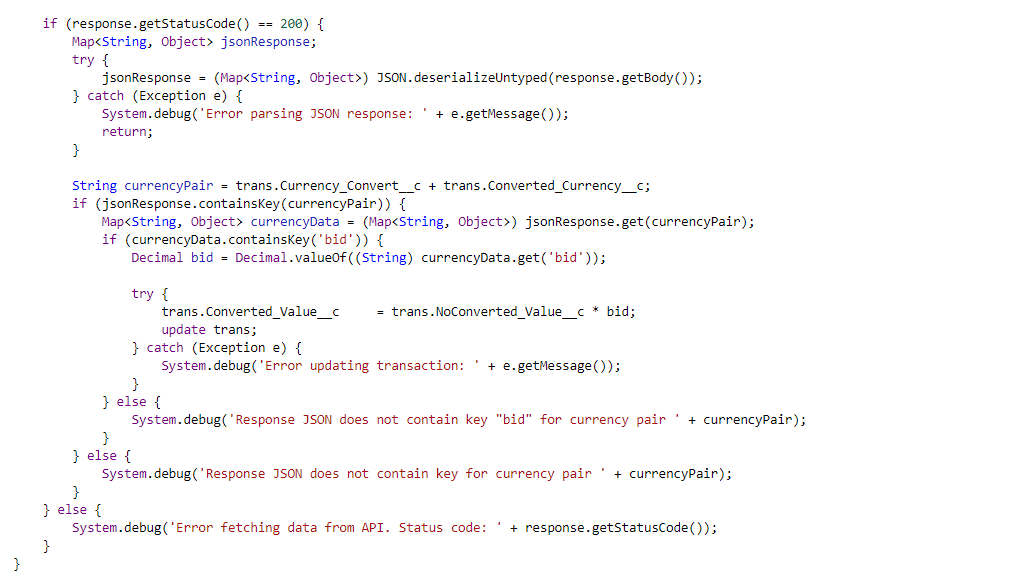 if (response.getStatusCode() == 200) {
Map<String, Object> jsonResponse;
try {
jsonResponse = (Map<String, Object>) JSON.deserializeUntyped(response.getBody());
} catch (Exception e) {
System.debug('Error parsing JSON response: ' + e.getMessage());
return;
}
String currencyPair = trans.Currency_Convert__c + trans.Converted_Currency__c;
if (jsonResponse.containsKey(currencyPair)) {
Map<String, Object> currencyData = (Map<String, Object>) jsonResponse.get(currencyPair);
if (currencyData.containsKey('bid')) {
Decimal bid = Decimal.valueOf((String) currencyData.get('bid'));
try {
trans.Converted_Value__c     = trans.NoConverted_Value__c * bid;
update trans;
} catch (Exception e) {
System.debug('Error updating transaction: ' + e.getMessage());
}
} else {
System.debug('Response JSON does not contain key "bid" for currency pair ' + currencyPair);
}
} else {
System.debug('Response JSON does not contain key for currency pair ' + currencyPair);
}
} else {
System.debug('Error fetching data from API. Status code: ' + response.getStatusCode());
}
}